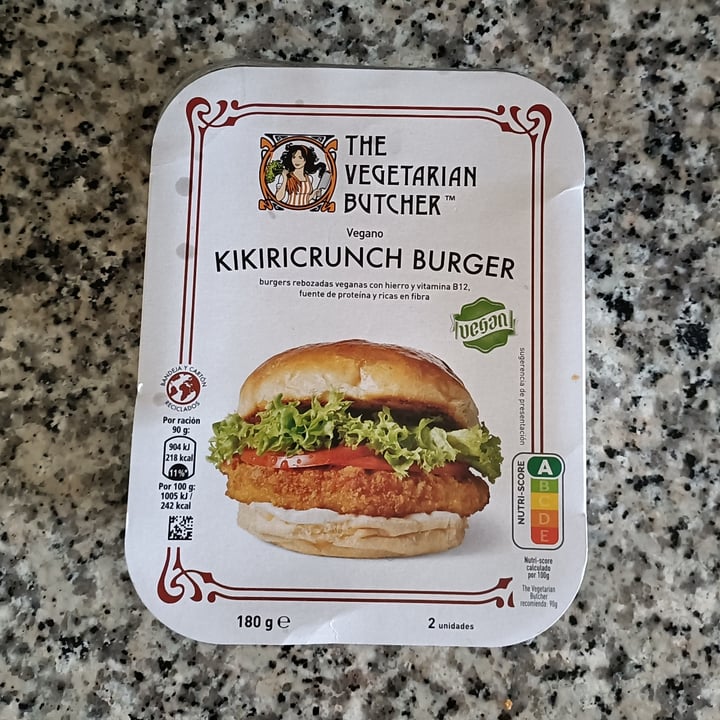 THE
VEGETARIAN
BUTCHER™
Vegano
KIKIRICRUNCH BURGER
burgers rebozadas veganas con hierro y vitamina B12,
fuente de proteína y ricas en fibra
vegan
sugerencia de presentación
BANDEJA Y CARTÓN
RECICLADOS
Por ración
90 g:
904 kJ
218 kcal
11%*
Por 100 g:
1005 kJ /
242 kcal
NUTRI-SCORE
A
B
C
D
E
Nutri-score
calculado
por 100g
The Vegetarian
Butcher
recomienda: 90g
180 g ℮
2 unidades